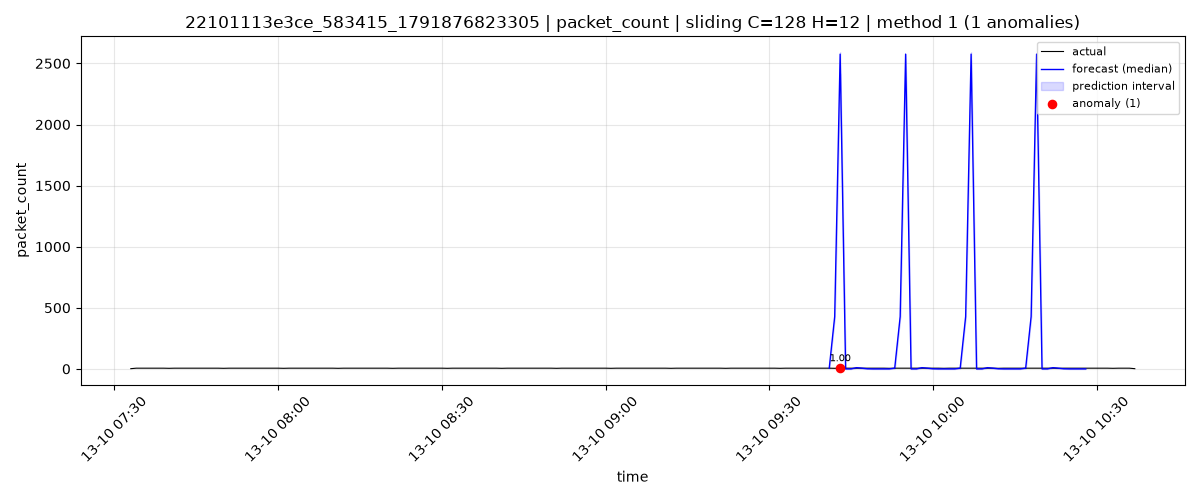 22101113e3ce_583415_1791876823305 | packet_count | sliding C=128 H=12 | method 1 (1 anomalies)
actual
forecast (median)
prediction interval
anomaly (1)
packet_count
2500
2000
1500
1000
500
0
1.00
13-10 07:30
13-10 08:00
13-10 08:30
13-10 09:00
13-10 09:30
13-10 10:00
13-10 10:30
time